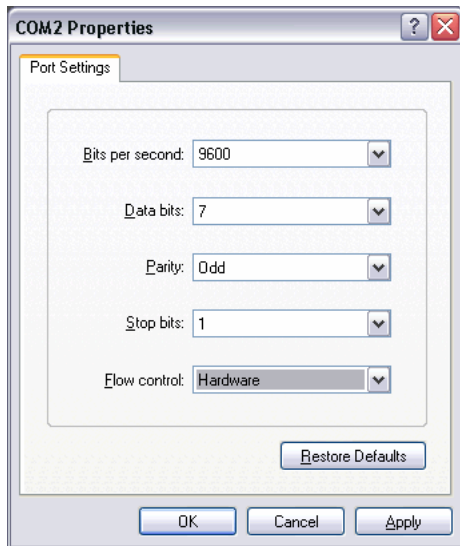 COM2 Properties
Port Settings
Bits per second: 9600
Data bits: 7
Parity: Odd
Stop bits: 1
Flow control: Hardware
Restore Defaults
OK Cancel Apply